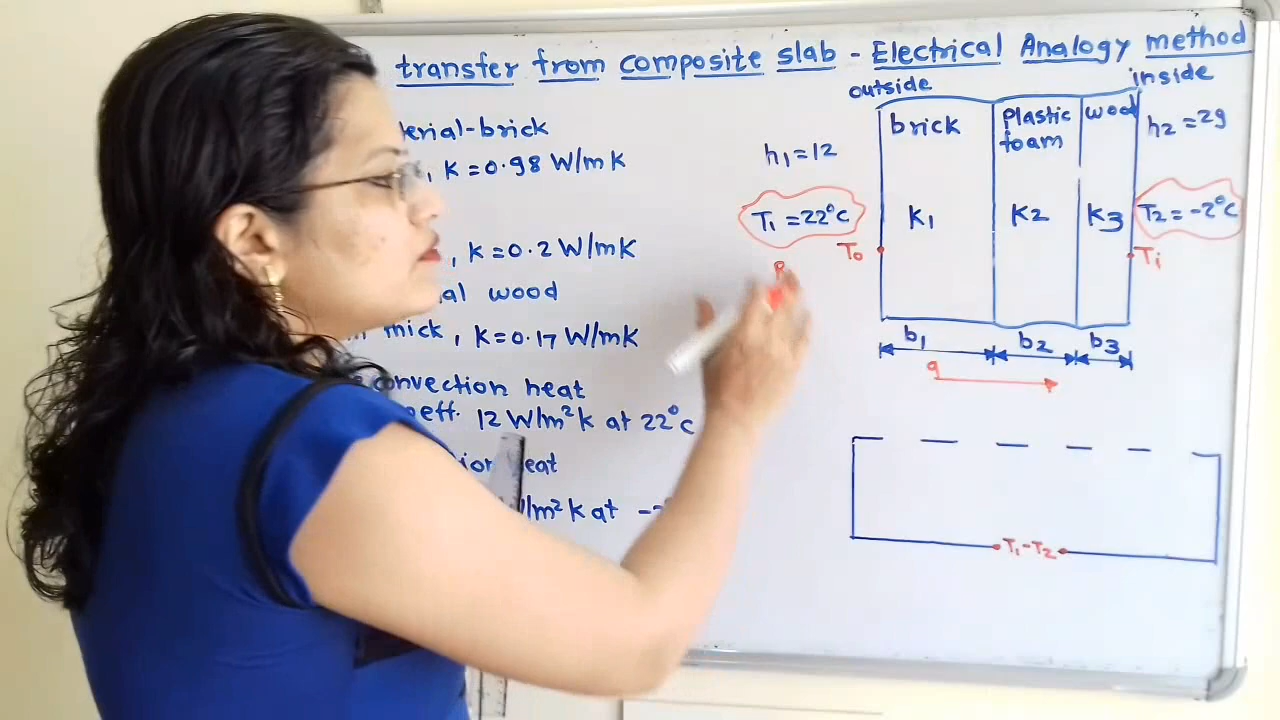 transfer from composite slab - Electrical Analogy method
outside
inside
erial-brick
, K = 0.98 W/mK
, K = 0.2 W/mK
al wood
mick, K = 0.17 W/mK
convection heat
eff. 12 W/m²K at 22°C
ion heat
W/m²K at -2
h1 = 12
T1 = 22°C
T0
brick
Plastic
foam
wood
K1
K2
K3
h2 = 29
T2 = -2°C
Ti
b1
b2
b3
q
T1-T2